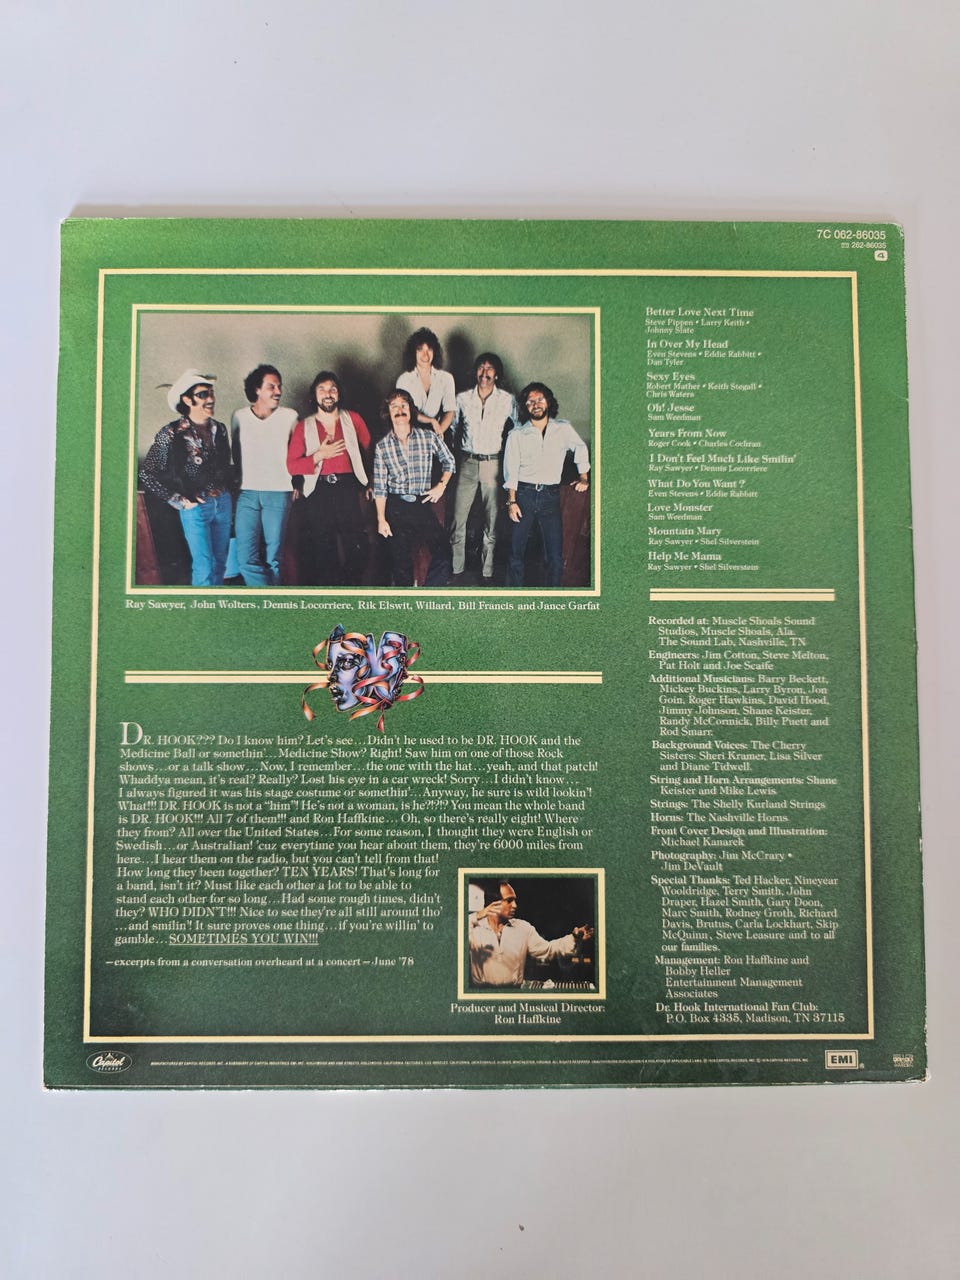 7C 062-86035
262-86035
4
Better Love Next Time
Steve Pippen • Larry Keith •
Johnny Slate
In Over My Head
Even Stevens • Eddie Rabbitt •
Dan Tyler
Sexy Eyes
Robert Mather • Keith Stegall •
Chris Waters
Oh! Jesse
Sam Weedman
Years From Now
Roger Cook • Charles Cochran
I Don't Feel Much Like Smilin'
Ray Sawyer • Dennis Locorriere
What Do You Want ?
Even Stevens • Eddie Rabbitt
Love Monster
Sam Weedman
Mountain Mary
Ray Sawyer • Shel Silverstein
Help Me Mama
Ray Sawyer • Shel Silverstein
Ray Sawyer, John Wolters, Dennis Locorriere, Rik Elswit, Willard, Bill Francis and Jance Garfat
DR. HOOK??? Do I know him? Let's see...Didn't he used to be DR. HOOK and the
Medicine Ball or somethin'...Medicine Show? Right! Saw him on one of those Rock
shows...or a talk show...Now, I remember...the one with the hat...yeah, and that patch!
Whaddya mean, it's real? Really? Lost his eye in a car wreck! Sorry...I didn't know...
I always figured it was his stage costume or somethin'...Anyway, he sure is wild lookin'!
What!!! DR. HOOK is not a "him"! He's not a woman, is he?!?!? You mean the whole band
is DR. HOOK!!! All 7 of them!!! and Ron Haffkine... Oh, so there's really eight! Where
they from? All over the United States...For some reason, I thought they were English or
Swedish...or Australian! 'cuz everytime you hear about them, they're 6000 miles from
here...I hear them on the radio, but you can't tell from that!
How long they been together? TEN YEARS! That's long for
a band, isn't it? Must like each other a lot to be able to
stand each other for so long...Had some rough times, didn't
they? WHO DIDN'T!!! Nice to see they're all still around tho'
...and smilin'! It sure proves one thing...if you're willin' to
gamble...SOMETIMES YOU WIN!!!
—excerpts from a conversation overheard at a concert—June '78
Producer and Musical Director:
Ron Haffkine
Recorded at: Muscle Shoals Sound
Studios, Muscle Shoals, Ala.
The Sound Lab, Nashville, TN
Engineers: Jim Cotton, Steve Melton,
Pat Holt and Joe Scaife
Additional Musicians: Barry Beckett,
Mickey Buckins, Larry Byrom, Jon
Goin, Roger Hawkins, David Hood,
Jimmy Johnson, Shane Keister,
Randy McCormick, Billy Puett and
Rod Smarr.
Background Voices: The Cherry
Sisters: Sheri Kramer, Lisa Silver
and Diane Tidwell.
String and Horn Arrangements: Shane
Keister and Mike Lewis
Strings: The Shelly Kurland Strings
Horns: The Nashville Horns
Front Cover Design and Illustration:
Michael Kanarek
Photography: Jim McCrary •
Jim DeVault
Special Thanks: Ted Hacker, Nineyear
Wooldridge, Terry Smith, John
Draper, Hazel Smith, Gary Doon,
Marc Smith, Rodney Groth, Richard
Davis, Brutus, Carla Lockhart, Skip
McQuinn, Steve Leasure and to all
our families.
Management: Ron Haffkine and
Bobby Heller
Entertainment Management
Associates
Dr. Hook International Fan Club:
P.O. Box 4335, Madison, TN 37115
Capitol
RECORDS
EMI